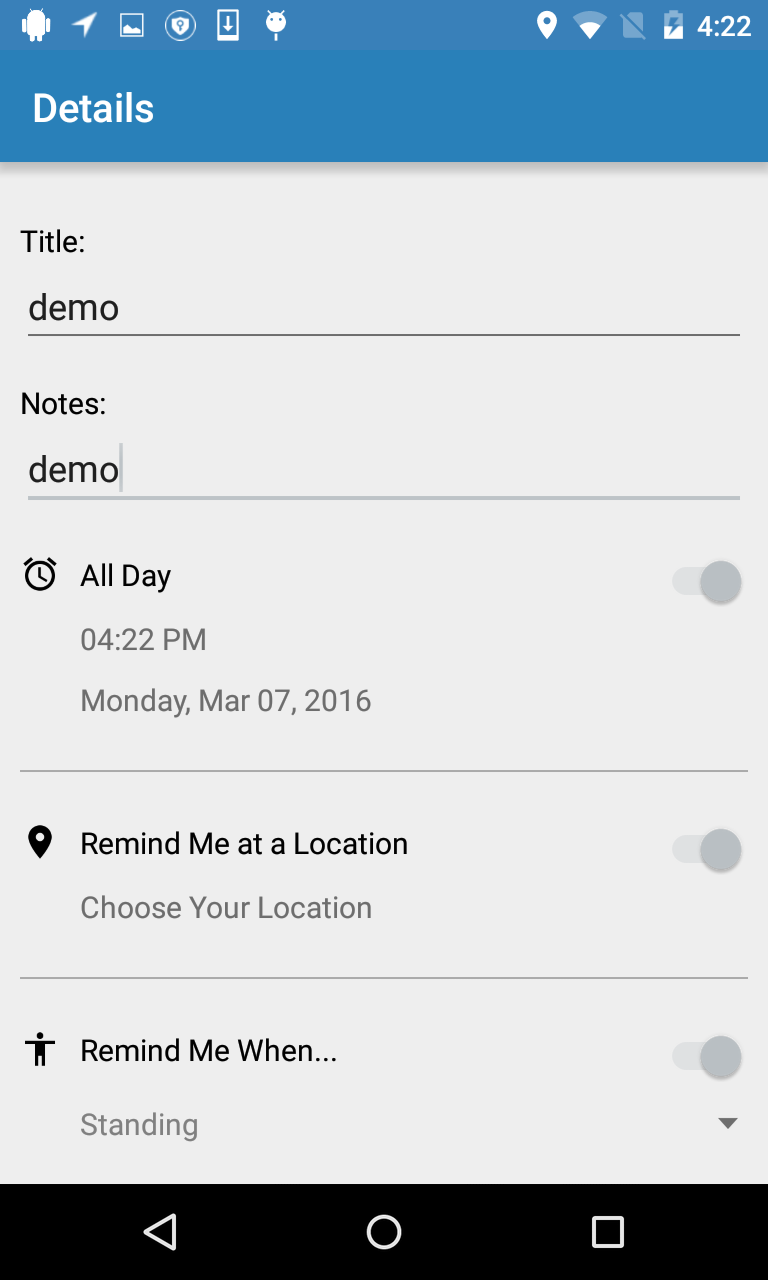 4:22
Details
Title:
demo
Notes:
demo
All Day
04:22 PM
Monday, Mar 07, 2016
Remind Me at a Location
Choose Your Location
Remind Me When...
Standing